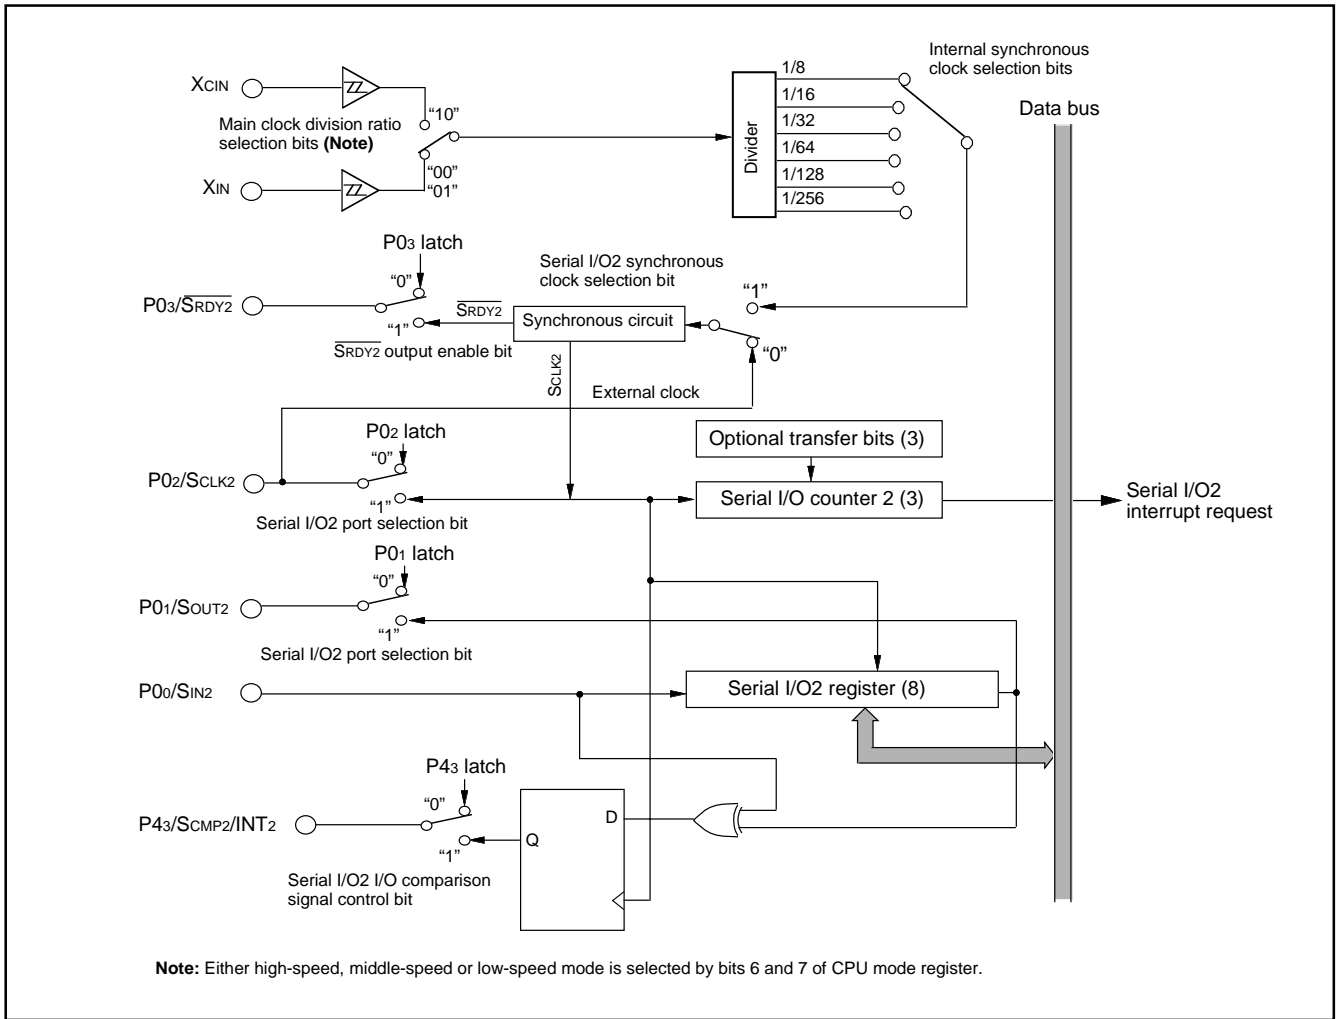 Internal synchronous
clock selection bits
XCIN
"10"
Main clock division ratio
selection bits (Note)
"00"
"01"
XIN
Divider
1/8
1/16
1/32
1/64
1/128
1/256
Data bus
P03 latch
"0"
P03/SRDY2
"1"
SRDY2
SRDY2 output enable bit
Serial I/O2 synchronous
clock selection bit
Synchronous circuit
"1"
"0"
SCLK2
External clock
P02 latch
"0"
P02/SCLK2
"1"
Serial I/O2 port selection bit
Optional transfer bits (3)
Serial I/O counter 2 (3)
Serial I/O2
interrupt request
P01 latch
"0"
P01/SOUT2
"1"
Serial I/O2 port selection bit
P00/SIN2
Serial I/O2 register (8)
P43 latch
"0"
P43/SCMP2/INT2
"1"
Serial I/O2 I/O comparison
signal control bit
D
Q
Note: Either high-speed, middle-speed or low-speed mode is selected by bits 6 and 7 of CPU mode register.